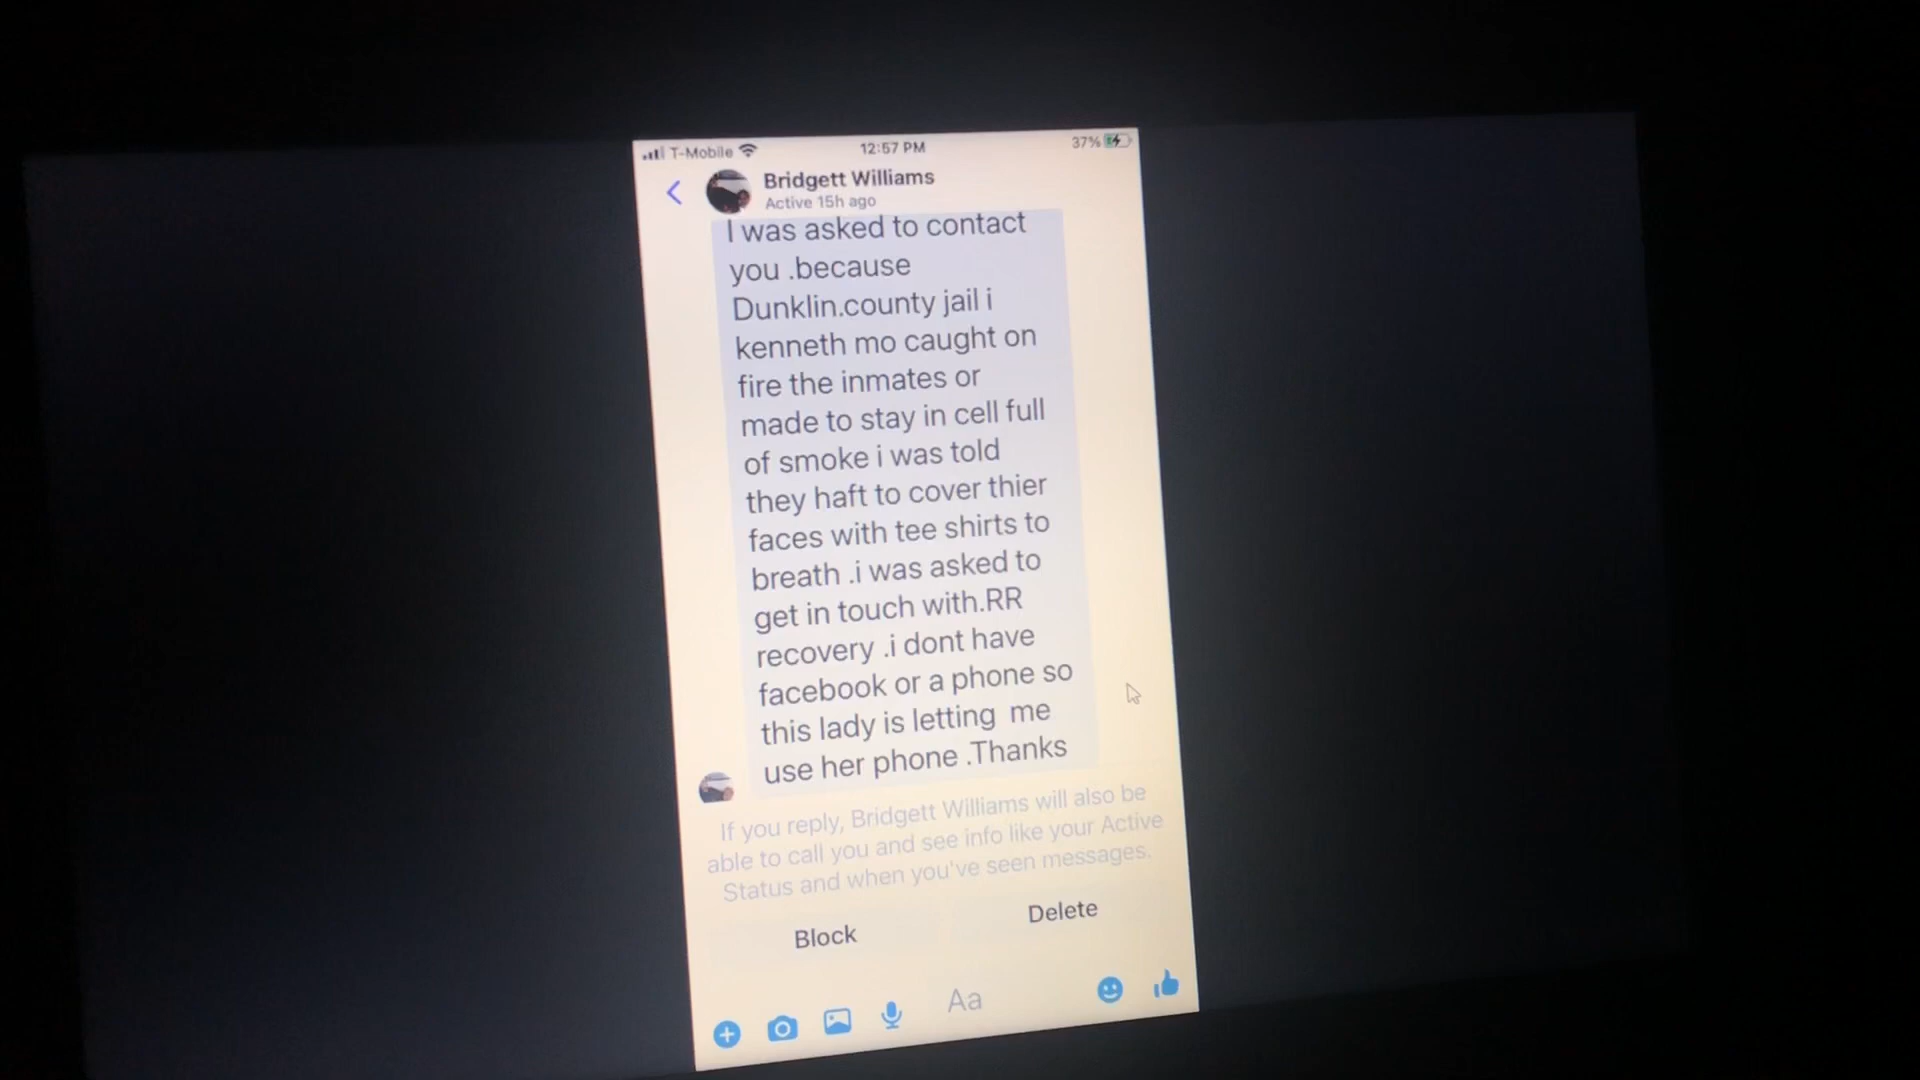 T-Mobile
12:57 PM
37%
Bridgett Williams
Active 15h ago
I was asked to contact
you .because
Dunklin.county jail i
kenneth mo caught on
fire the inmates or
made to stay in cell full
of smoke i was told
they haft to cover thier
faces with tee shirts to
breath .i was asked to
get in touch with.RR
recovery .i dont have
facebook or a phone so
this lady is letting me
use her phone .Thanks
If you reply, Bridgett Williams will also be
able to call you and see info like your Active
Status and when you've seen messages.
Block
Delete
Aa